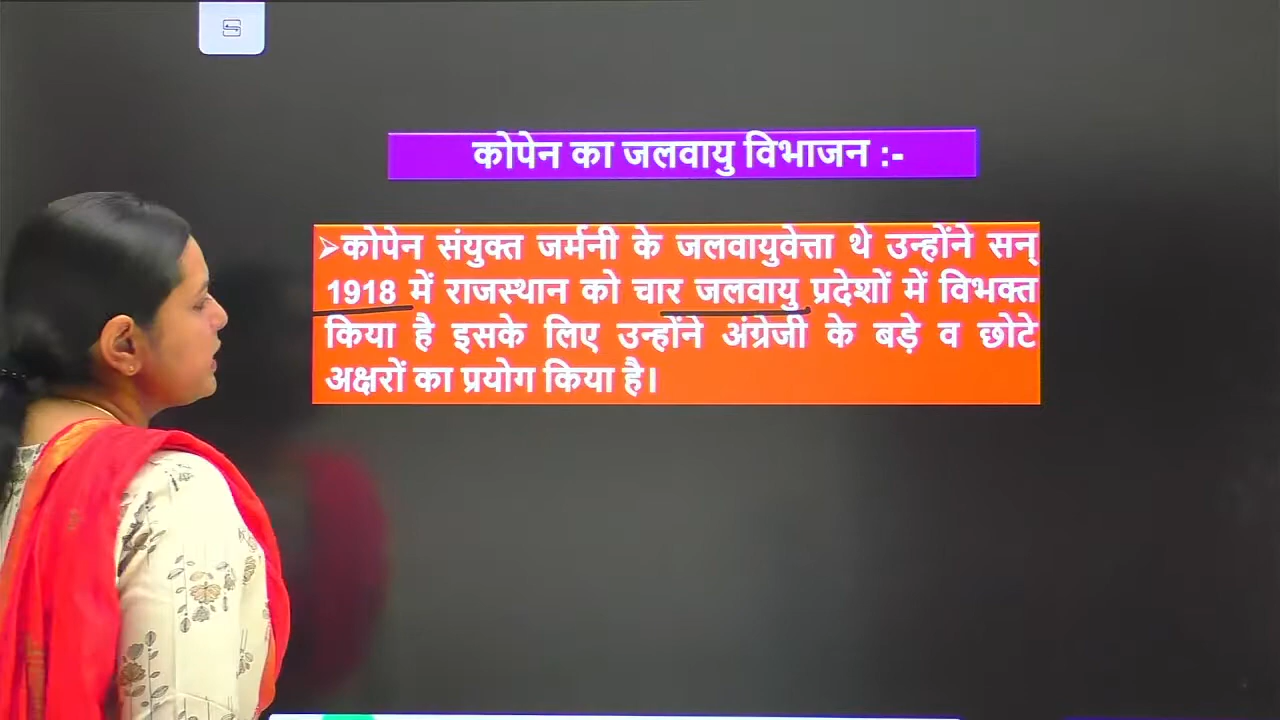 कोपेन का जलवायु विभाजन :-
➢कोपेन संयुक्त जर्मनी के जलवायुवेत्ता थे उन्होंने सन्
1918 में राजस्थान को चार जलवायु प्रदेशों में विभक्त
किया है इसके लिए उन्होंने अंग्रेजी के बड़े व छोटे
अक्षरों का प्रयोग किया है।